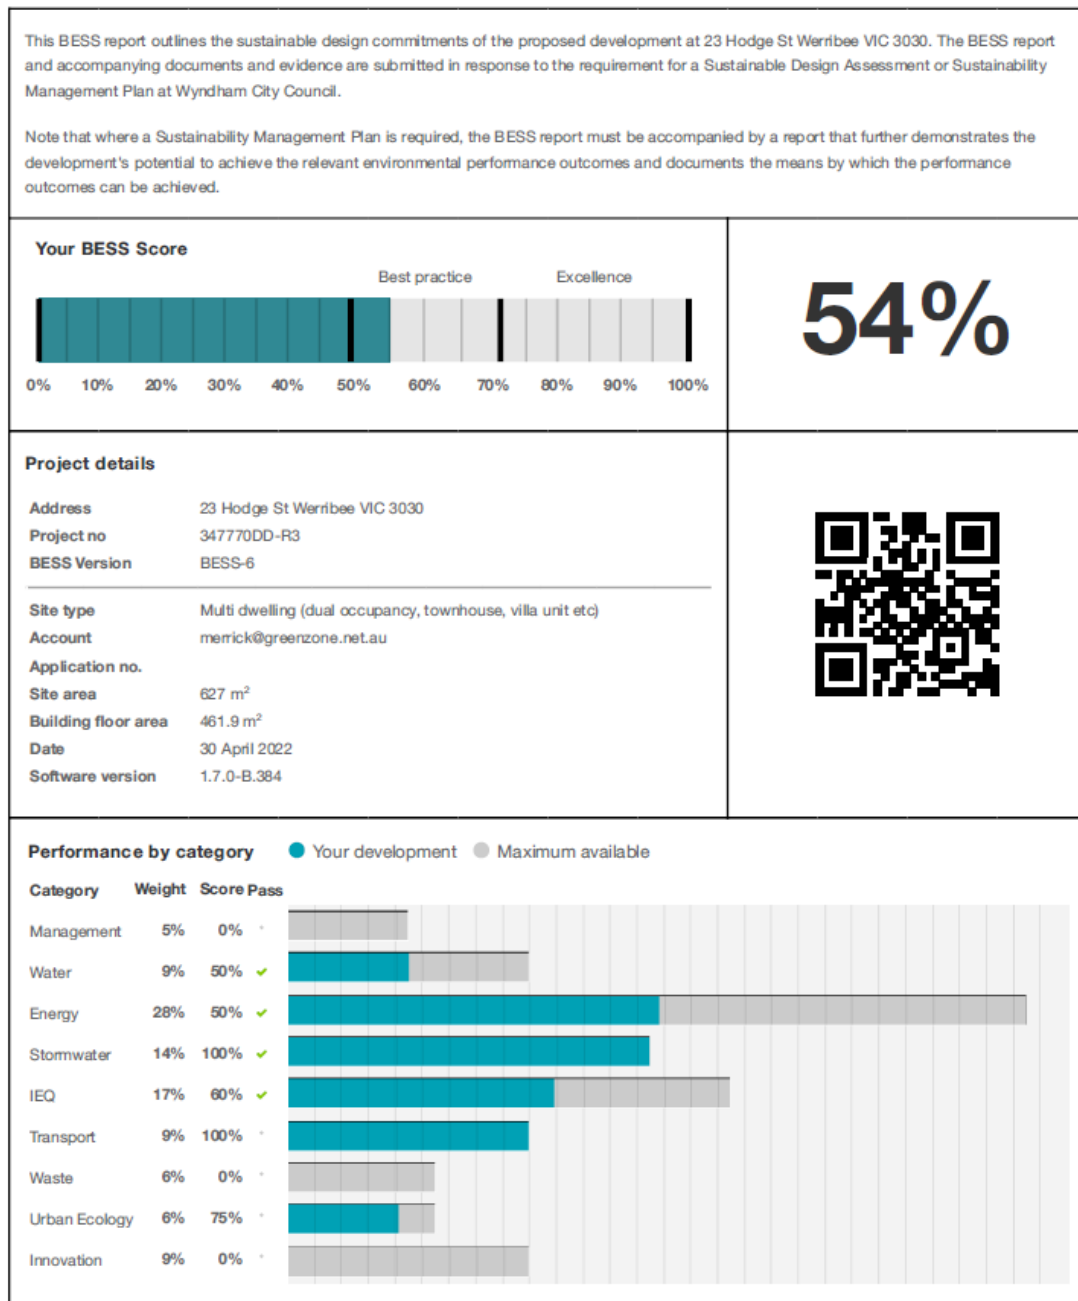 This BESS report outlines the sustainable design commitments of the proposed development at 23 Hodge St Werribee VIC 3030. The BESS report
and accompanying documents and evidence are submitted in response to the requirement for a Sustainable Design Assessment or Sustainability
Management Plan at Wyndham City Council.
Note that where a Sustainability Management Plan is required, the BESS report must be accompanied by a report that further demonstrates the
development's potential to achieve the relevant environmental performance outcomes and documents the means by which the performance
outcomes can be achieved.
Your BESS Score
Best practice Excellence
0% 10% 20% 30% 40% 50% 60% 70% 80% 90% 100%
54%
Project details
Address 23 Hodge St Werribee VIC 3030
Project no 347770DD-R3
BESS Version BESS-6
Site type Multi dwelling (dual occupancy, townhouse, villa unit etc)
Account merrick@greenzone.net.au
Application no.
Site area 627 m²
Building floor area 461.9 m²
Date 30 April 2022
Software version 1.7.0-B.384
Performance by category Your development Maximum available
Category Weight Score Pass
Management 5% 0%
Water 9% 50%
Energy 28% 50%
Stormwater 14% 100%
IEQ 17% 60%
Transport 9% 100%
Waste 6% 0%
Urban Ecology 6% 75%
Innovation 9% 0%